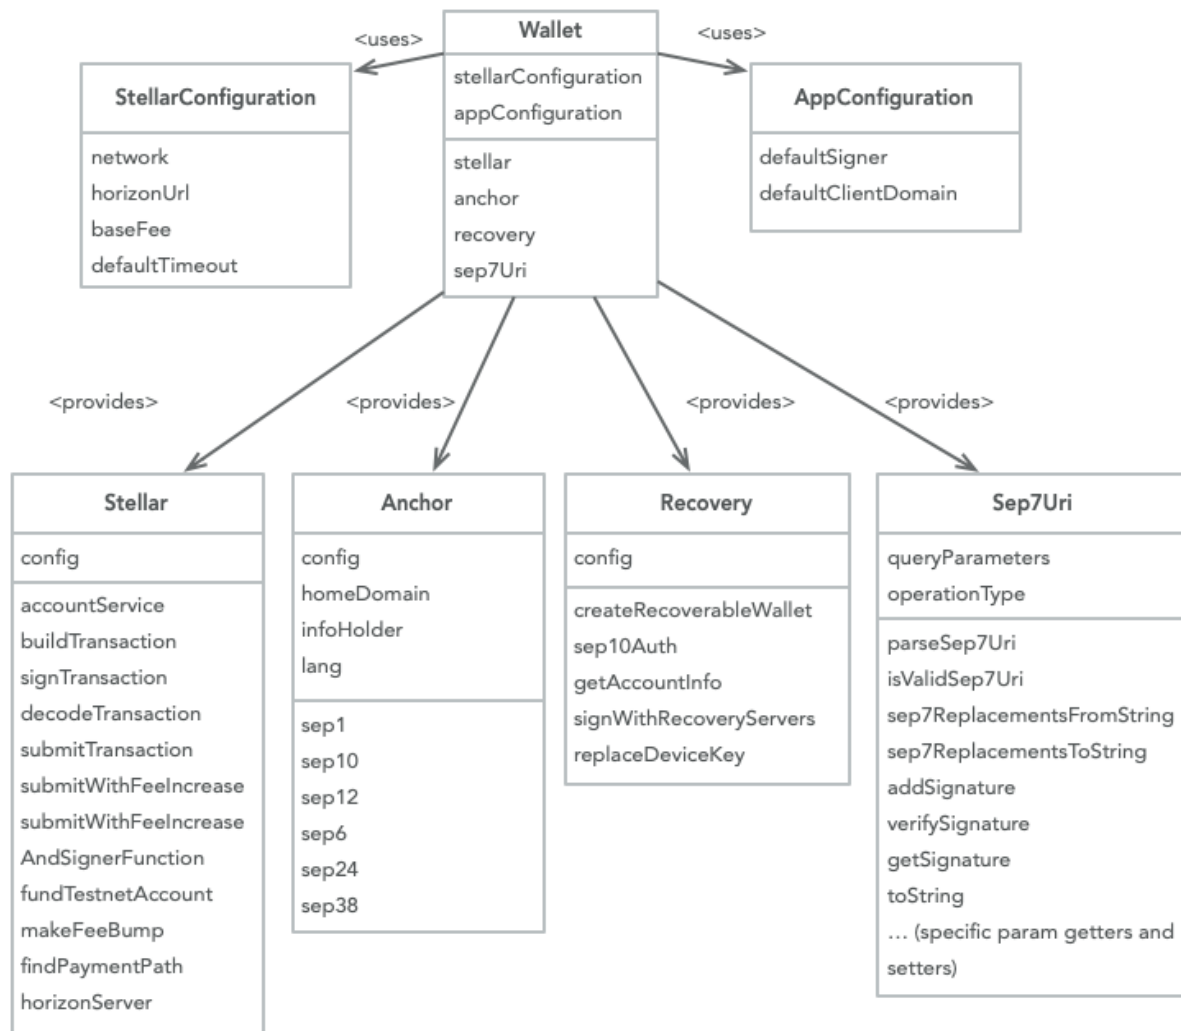 Wallet
<uses>
<uses>
stellarConfiguration
appConfiguration
stellar
anchor
recovery
sep7Uri
StellarConfiguration
network
horizonUrl
baseFee
defaultTimeout
AppConfiguration
defaultSigner
defaultClientDomain
<provides>
<provides>
<provides>
<provides>
Stellar
config
accountService
buildTransaction
signTransaction
decodeTransaction
submitTransaction
submitWithFeeIncrease
submitWithFeeIncrease
AndSignerFunction
fundTestnetAccount
makeFeeBump
findPaymentPath
horizonServer
Anchor
config
homeDomain
infoHolder
lang
sep1
sep10
sep12
sep6
sep24
sep38
Recovery
config
createRecoverableWallet
sep10Auth
getAccountInfo
signWithRecoveryServers
replaceDeviceKey
Sep7Uri
queryParameters
operationType
parseSep7Uri
isValidSep7Uri
sep7ReplacementsFromString
sep7ReplacementsToString
addSignature
verifySignature
getSignature
toString
... (specific param getters and
setters)